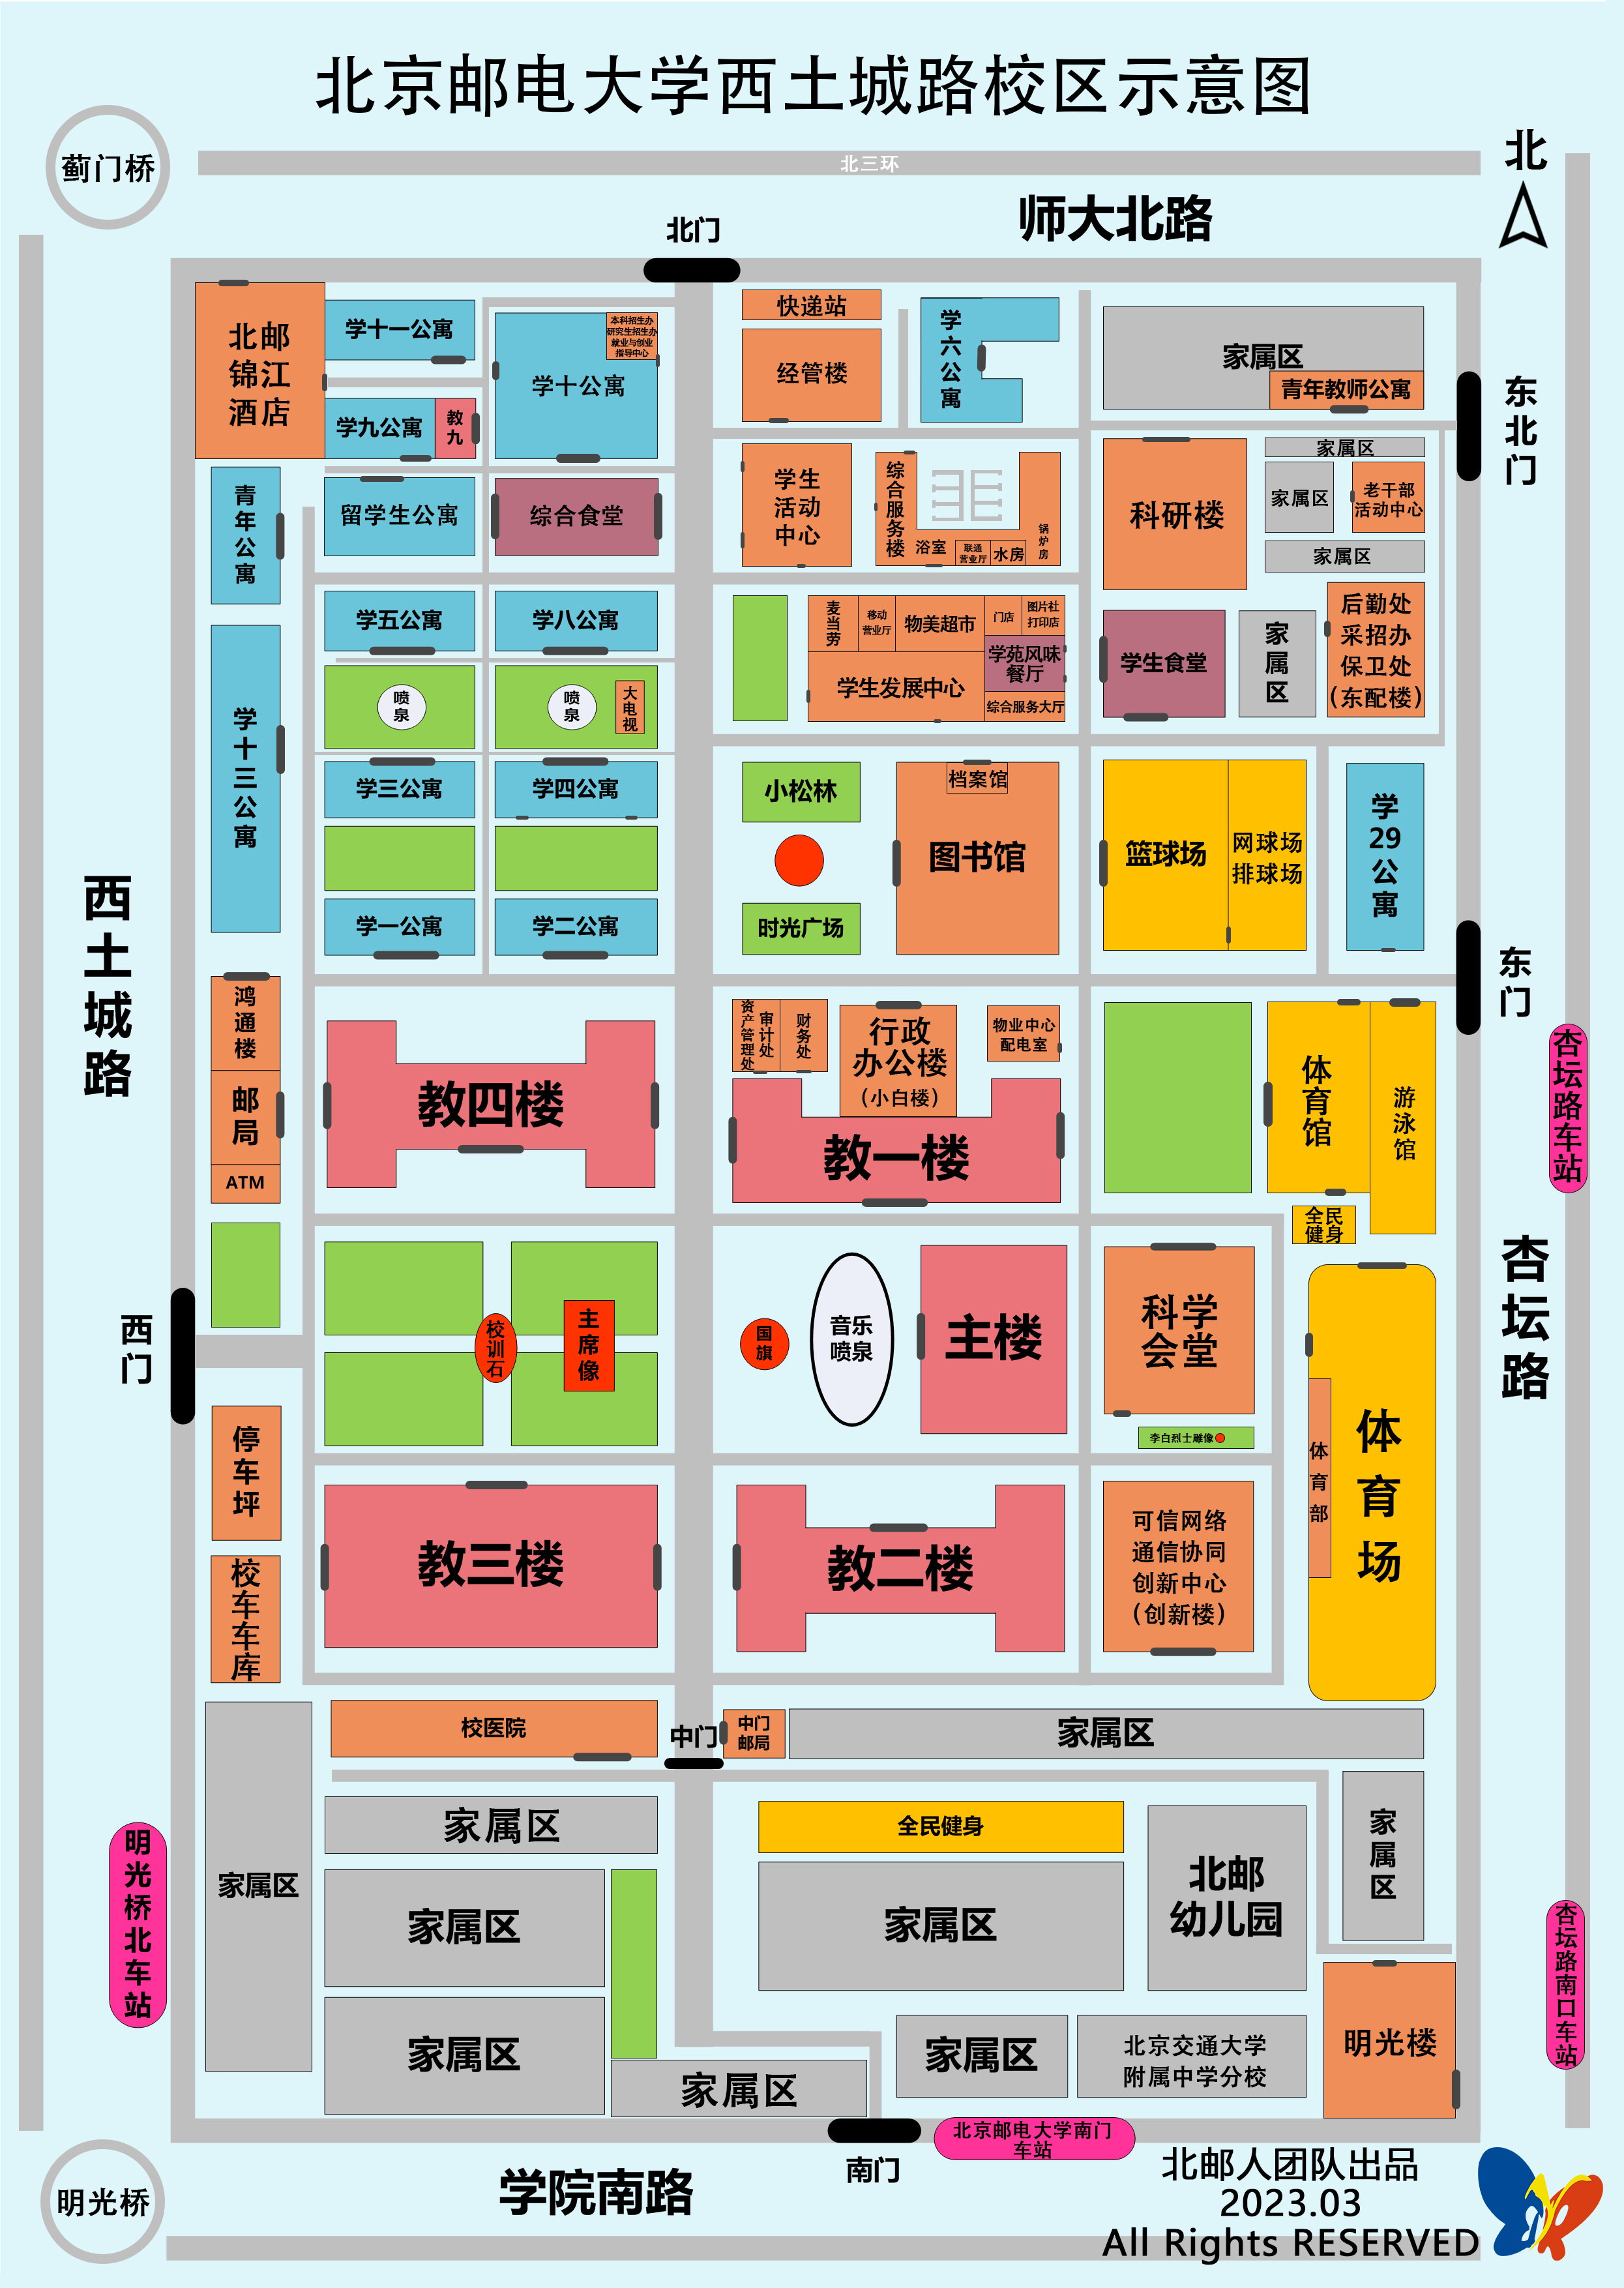 北京邮电大学西土城路校区示意图
蓟门桥
北三环
北
师大北路
北门
北邮
锦江
酒店
学十一公寓
本科招生办
研究生招生办
就业与创业
指导中心
学十公寓
学九公寓
教九
快递站
经管楼
学六公寓
家属区
青年教师公寓
东北门
青年公寓
留学生公寓
综合食堂
学生
活动
中心
综合服务楼
浴室
联通
营业厅
水房
锅炉房
科研楼
家属区
家属区
老干部
活动中心
家属区
学五公寓
学八公寓
麦当劳
移动
营业厅
物美超市
门店
图片社
打印店
学苑风味
餐厅
学生发展中心
综合服务大厅
学生食堂
家属区
后勤处
采招办
保卫处
(东配楼)
学十三公寓
喷泉
喷泉
大电视
学三公寓
学四公寓
小松林
档案馆
图书馆
篮球场
网球场
排球场
学29公寓
时光广场
学一公寓
学二公寓
西土城路
东门
鸿通楼
邮局
ATM
教四楼
资产管理处
审计处
财务处
行政
办公楼
(小白楼)
物业中心
配电室
教一楼
体育馆
游泳馆
全民
健身
杏坛路车站
杏坛路
西门
校训石
主席像
国旗
音乐
喷泉
主楼
科学
会堂
李白烈士雕像
体育部
体育场
停车坪
校车车库
教三楼
教二楼
可信网络
通信协同
创新中心
(创新楼)
校医院
中门
中门
邮局
家属区
家属区
家属区
家属区
家属区
家属区
全民健身
家属区
北邮
幼儿园
家属区
家属区
北京交通大学
附属中学分校
明光楼
明光桥北车站
杏坛路南口车站
北京邮电大学南门
车站
南门
学院南路
明光桥
北邮人团队出品
2023.03
All Rights RESERVED